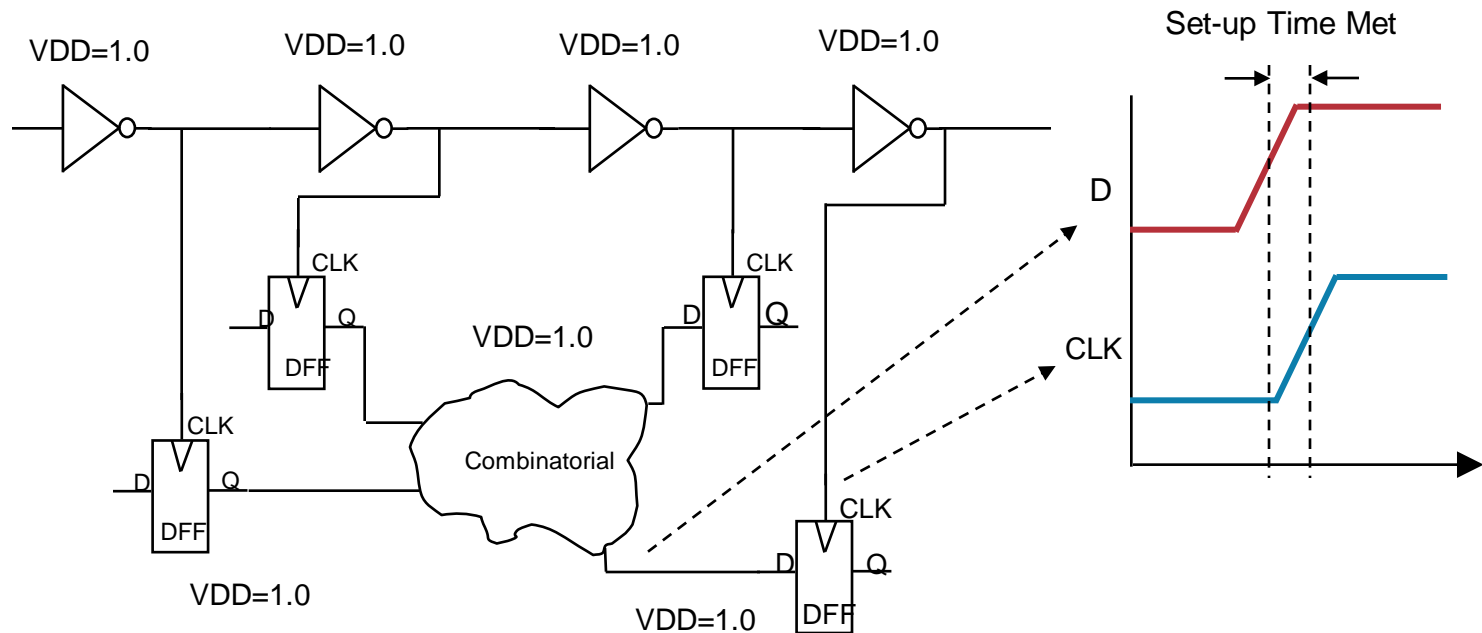 Set-up Time Met
VDD=1.0
VDD=1.0
VDD=1.0
VDD=1.0
D
CLK
CLK
D
Q
DFF
VDD=1.0
CLK
D
Q
DFF
CLK
CLK
D
Q
DFF
Combinatorial
CLK
D
Q
DFF
VDD=1.0
VDD=1.0